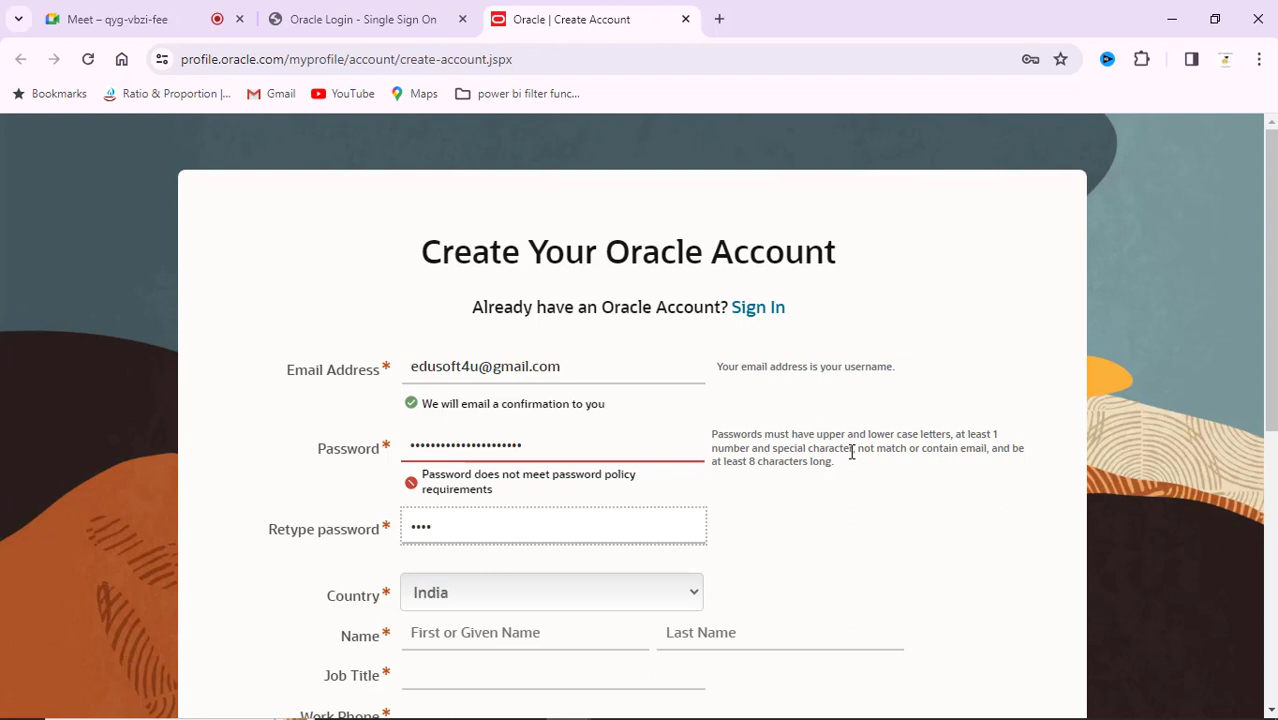 Meet – qyg-vbzi-fee
Oracle Login - Single Sign On
Oracle | Create Account
profile.oracle.com/myprofile/account/create-account.jspx
Bookmarks
Ratio & Proportion |...
Gmail
YouTube
Maps
power bi filter func...
Create Your Oracle Account
Already have an Oracle Account? Sign In
Email Address*
edusoft4u@gmail.com
Your email address is your username.
We will email a confirmation to you
Password*
••••••••••••••••••••••
Passwords must have upper and lower case letters, at least 1
number and special character, not match or contain email, and be
at least 8 characters long.
Password does not meet password policy
requirements
Retype password*
••••
Country*
India
Name*
First or Given Name
Last Name
Job Title*
Work Phone*